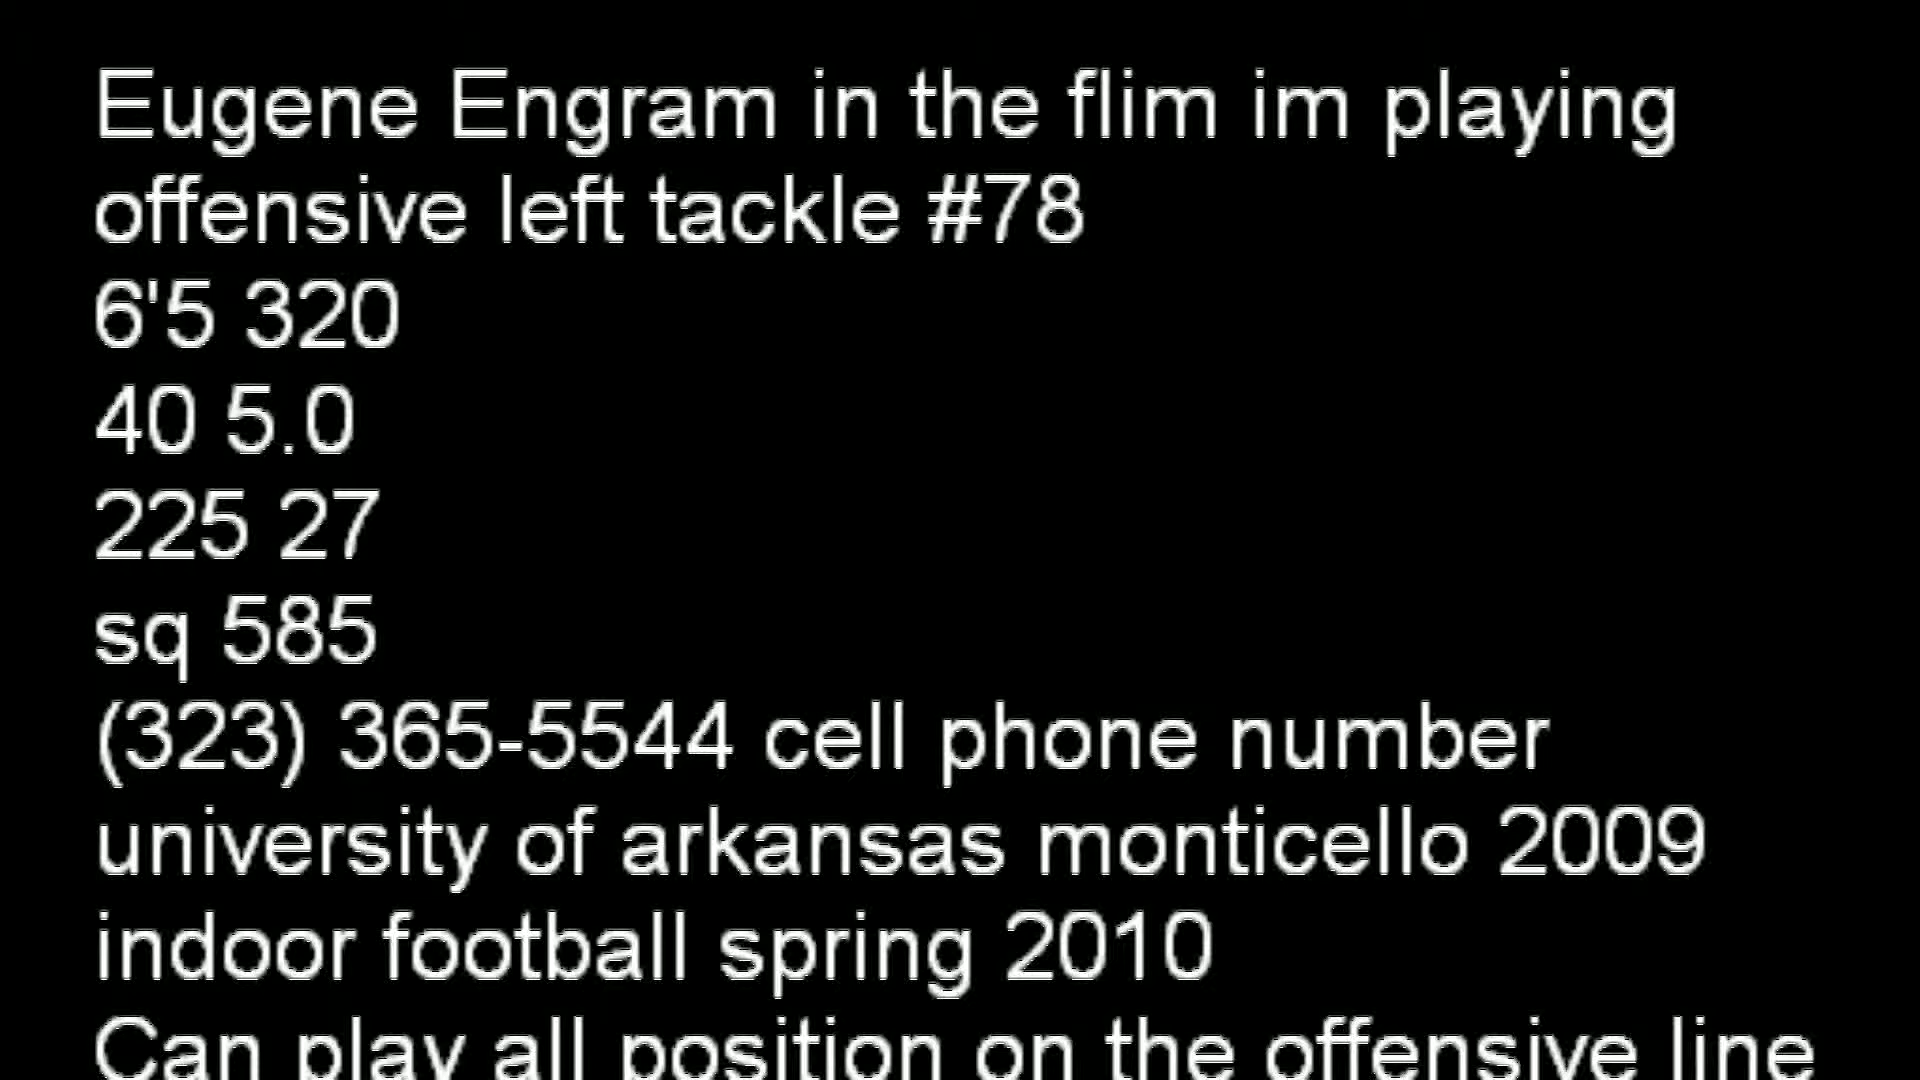 Eugene Engram in the flim im playing
offensive left tackle #78
6'5 320
40 5.0
225 27
sq 585
(323) 365-5544 cell phone number
university of arkansas monticello 2009
indoor football spring 2010
Can play all position on the offensive line